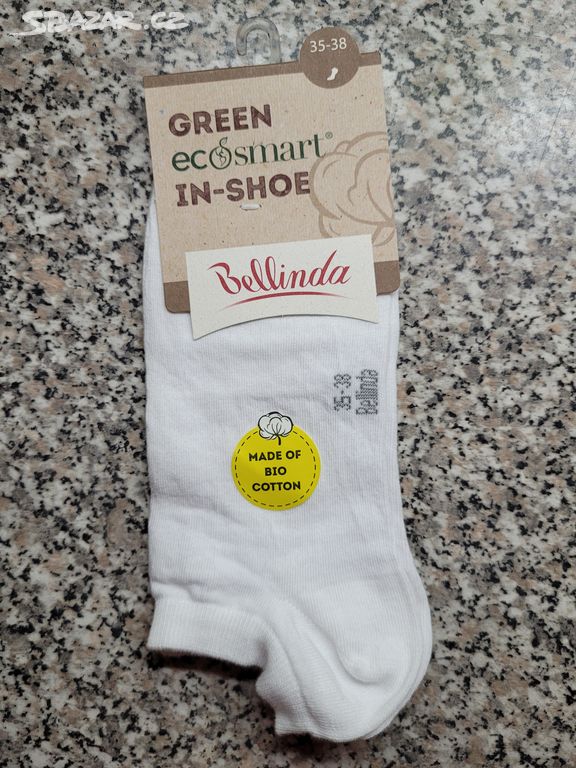 SBAZAR.CZ
35-38
GREEN
ecosmart®
IN-SHOE
Bellinda
35-38
Bellinda
MADE OF
BIO
COTTON